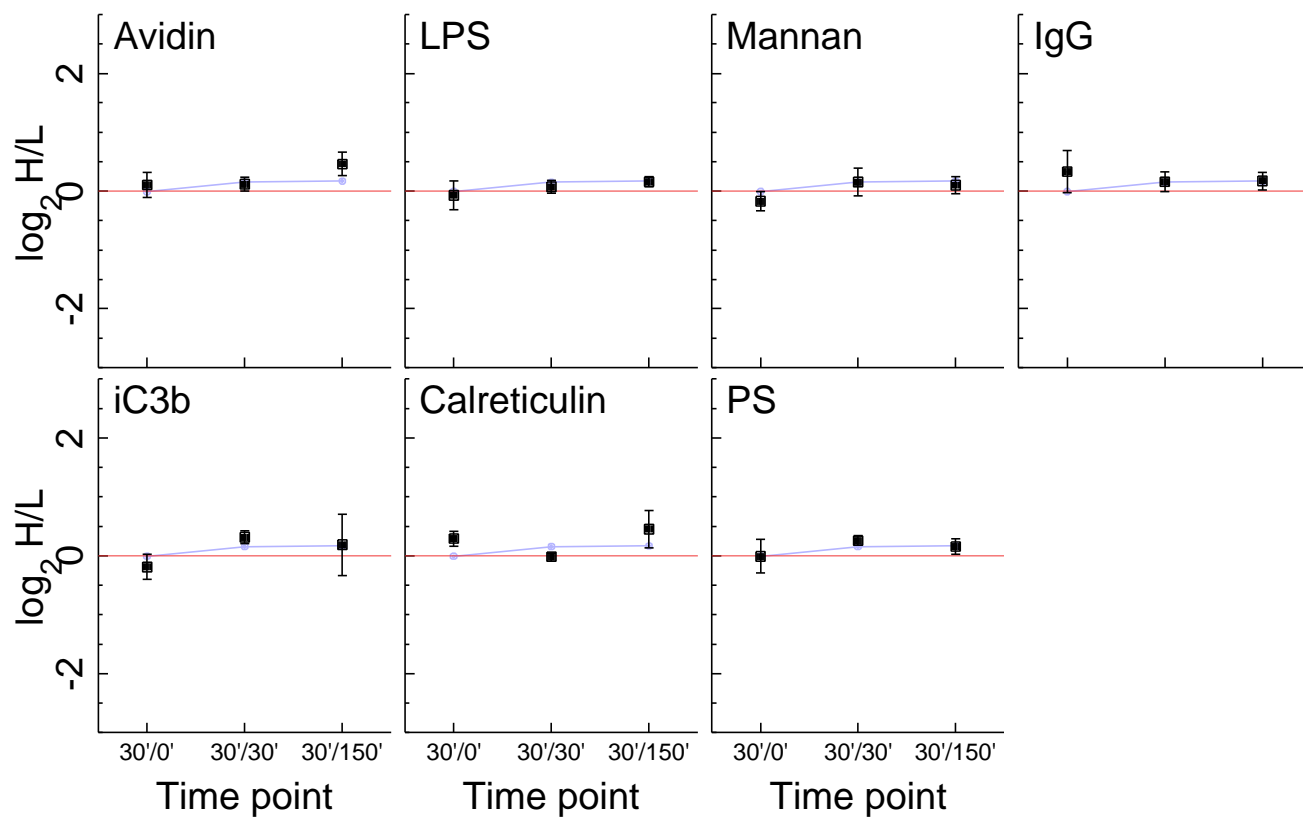 Avidin LPS Mannan IgG
2
0
-2
log2 H/L
iC3b Calreticulin PS
2
0
-2
log2 H/L
30'/0' 30'/30' 30'/150' 30'/0' 30'/30' 30'/150' 30'/0' 30'/30' 30'/150'
Time point Time point Time point